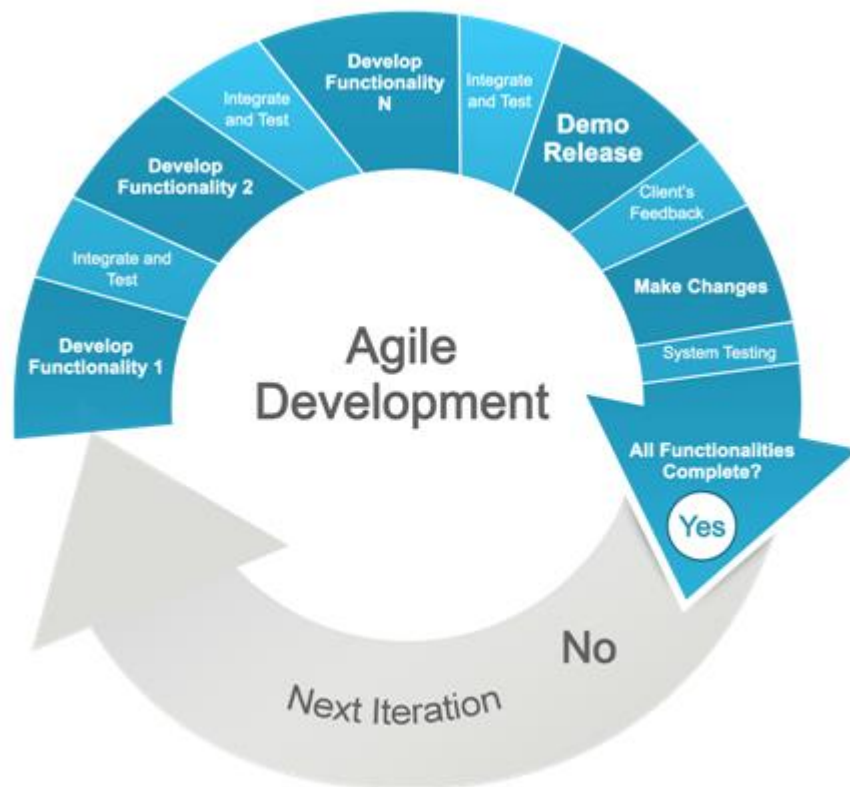 Develop
Functionality 1
Integrate and
Test
Develop
Functionality 2
Integrate
and Test
Develop
Functionality
N
Integrate
and Test
Demo
Release
Client's
Feedback
Make Changes
System Testing
All Functionalities
Complete?
Yes
No
Next Iteration
Agile
Development